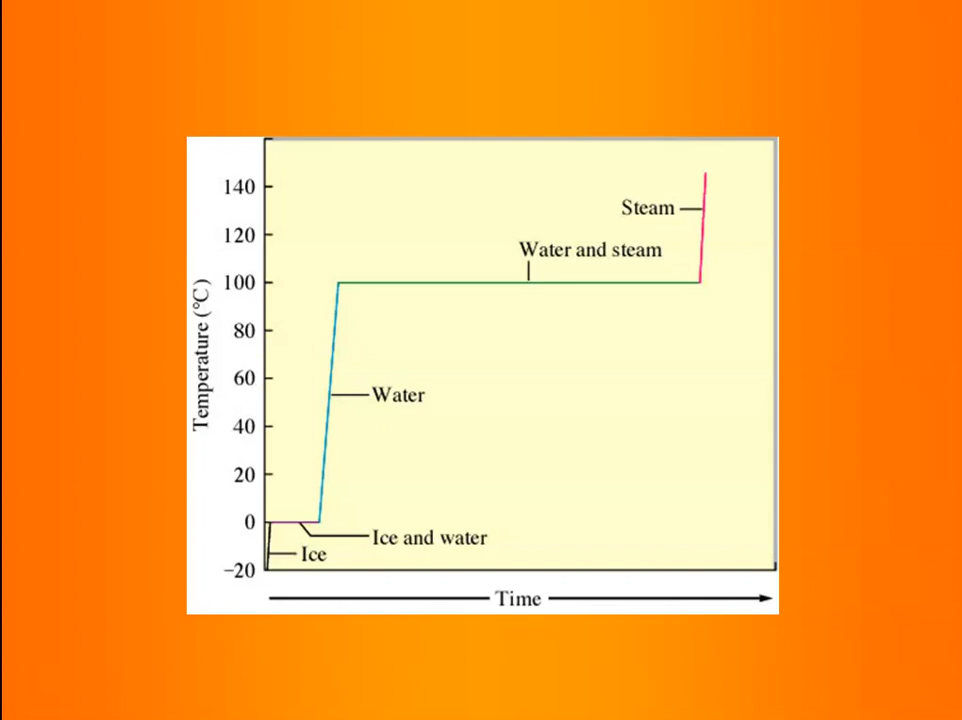 140
Steam
120
Water and steam
100
80
60
Water
40
20
0
Ice and water
Ice
−20
Temperature (°C)
Time